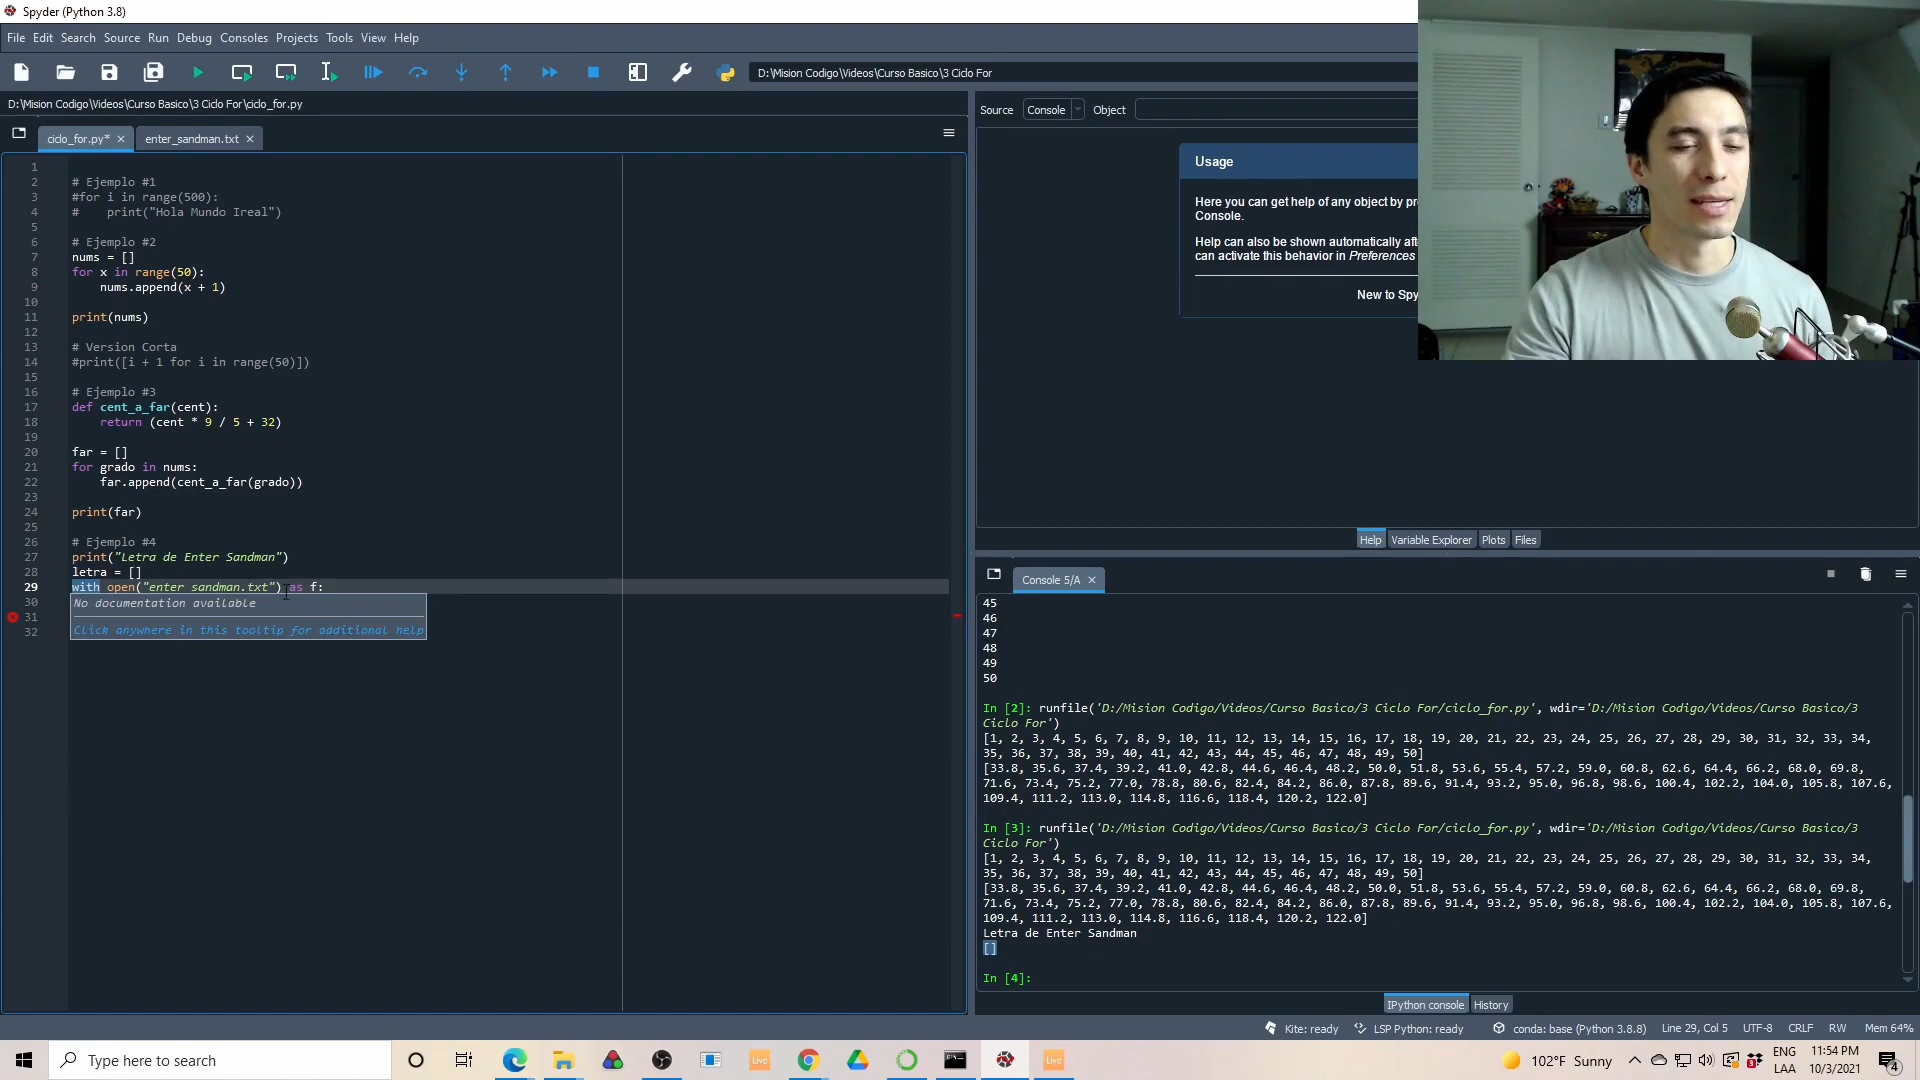 Spyder (Python 3.8)
File Edit Search Source Run Debug Consoles Projects Tools View Help
D:\Mision Codigo\Videos\Curso Basico\3 Ciclo For
D:\Mision Codigo\Videos\Curso Basico\3 Ciclo For\ciclo_for.py
ciclo_for.py*
enter_sandman.txt
1
2 # Ejemplo #1
3 #for i in range(500):
4 #    print("Hola Mundo Ireal")
5
6 # Ejemplo #2
7 nums = []
8 for x in range(50):
9     nums.append(x + 1)
10
11 print(nums)
12
13 # Version Corta
14 #print([i + 1 for i in range(50)])
15
16 # Ejemplo #3
17 def cent_a_far(cent):
18     return (cent * 9 / 5 + 32)
19
20 far = []
21 for grado in nums:
22     far.append(cent_a_far(grado))
23
24 print(far)
25
26 # Ejemplo #4
27 print("Letra de Enter Sandman")
28 letra = []
29 with open("enter_sandman.txt") as f:
30
31
32
No documentation available
Click anywhere in this tooltip for additional help
Source Console Object
Usage
Here you can get help of any object by pr
Console.
Help can also be shown automatically aft
can activate this behavior in Preferences
New to Spy
Help Variable Explorer Plots Files
Console 5/A
45
46
47
48
49
50
In [2]: runfile('D:/Mision Codigo/Videos/Curso Basico/3 Ciclo For/ciclo_for.py', wdir='D:/Mision Codigo/Videos/Curso Basico/3
Ciclo For')
[1, 2, 3, 4, 5, 6, 7, 8, 9, 10, 11, 12, 13, 14, 15, 16, 17, 18, 19, 20, 21, 22, 23, 24, 25, 26, 27, 28, 29, 30, 31, 32, 33, 34,
35, 36, 37, 38, 39, 40, 41, 42, 43, 44, 45, 46, 47, 48, 49, 50]
[33.8, 35.6, 37.4, 39.2, 41.0, 42.8, 44.6, 46.4, 48.2, 50.0, 51.8, 53.6, 55.4, 57.2, 59.0, 60.8, 62.6, 64.4, 66.2, 68.0, 69.8,
71.6, 73.4, 75.2, 77.0, 78.8, 80.6, 82.4, 84.2, 86.0, 87.8, 89.6, 91.4, 93.2, 95.0, 96.8, 98.6, 100.4, 102.2, 104.0, 105.8, 107.6,
109.4, 111.2, 113.0, 114.8, 116.6, 118.4, 120.2, 122.0]
In [3]: runfile('D:/Mision Codigo/Videos/Curso Basico/3 Ciclo For/ciclo_for.py', wdir='D:/Mision Codigo/Videos/Curso Basico/3
Ciclo For')
[1, 2, 3, 4, 5, 6, 7, 8, 9, 10, 11, 12, 13, 14, 15, 16, 17, 18, 19, 20, 21, 22, 23, 24, 25, 26, 27, 28, 29, 30, 31, 32, 33, 34,
35, 36, 37, 38, 39, 40, 41, 42, 43, 44, 45, 46, 47, 48, 49, 50]
[33.8, 35.6, 37.4, 39.2, 41.0, 42.8, 44.6, 46.4, 48.2, 50.0, 51.8, 53.6, 55.4, 57.2, 59.0, 60.8, 62.6, 64.4, 66.2, 68.0, 69.8,
71.6, 73.4, 75.2, 77.0, 78.8, 80.6, 82.4, 84.2, 86.0, 87.8, 89.6, 91.4, 93.2, 95.0, 96.8, 98.6, 100.4, 102.2, 104.0, 105.8, 107.6,
109.4, 111.2, 113.0, 114.8, 116.6, 118.4, 120.2, 122.0]
Letra de Enter Sandman
[]
In [4]:
IPython console History
Kite: ready LSP Python: ready conda: base (Python 3.8.8) Line 29, Col 5 UTF-8 CRLF RW Mem 64%
Type here to search
Live
Live
102°F Sunny
ENG
LAA
11:54 PM
10/3/2021
4